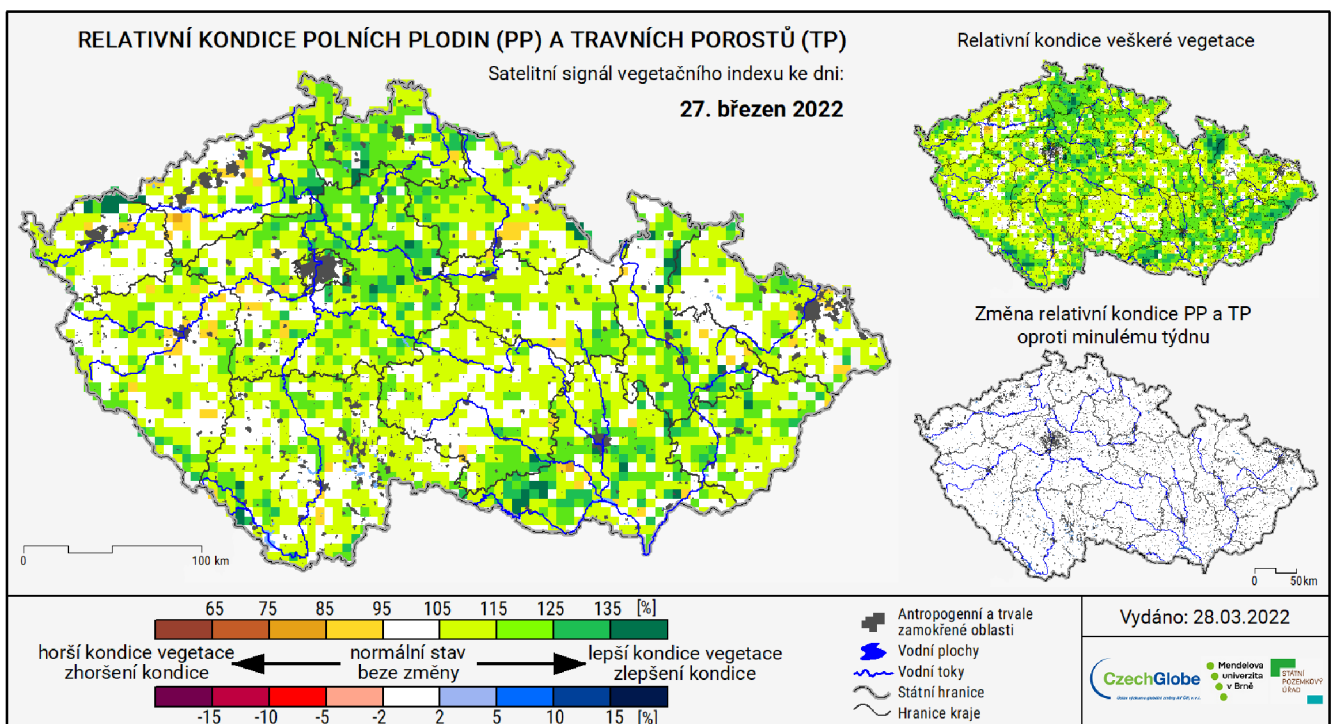 RELATIVNÍ KONDICE POLNÍCH PLODIN (PP) A TRAVNÍCH POROSTŮ (TP)
Satelitní signál vegetačního indexu ke dni:
27. březen 2022
0 100 km
Relativní kondice veškeré vegetace
Změna relativní kondice PP a TP
oproti minulému týdnu
0 50 km
65 75 85 95 105 115 125 135 [%]
horší kondice vegetace normální stav lepší kondice vegetace
zhoršení kondice beze změny zlepšení kondice
-15 -10 -5 -2 2 5 10 15 [%]
Antropogenní a trvale
zamokřené oblasti
Vodní plochy
Vodní toky
Státní hranice
Hranice kraje
Vydáno: 28.03.2022
CzechGlobe
Mendelova
univerzita
v Brně
STÁTNÍ
POZEMKOVÝ
ÚŘAD